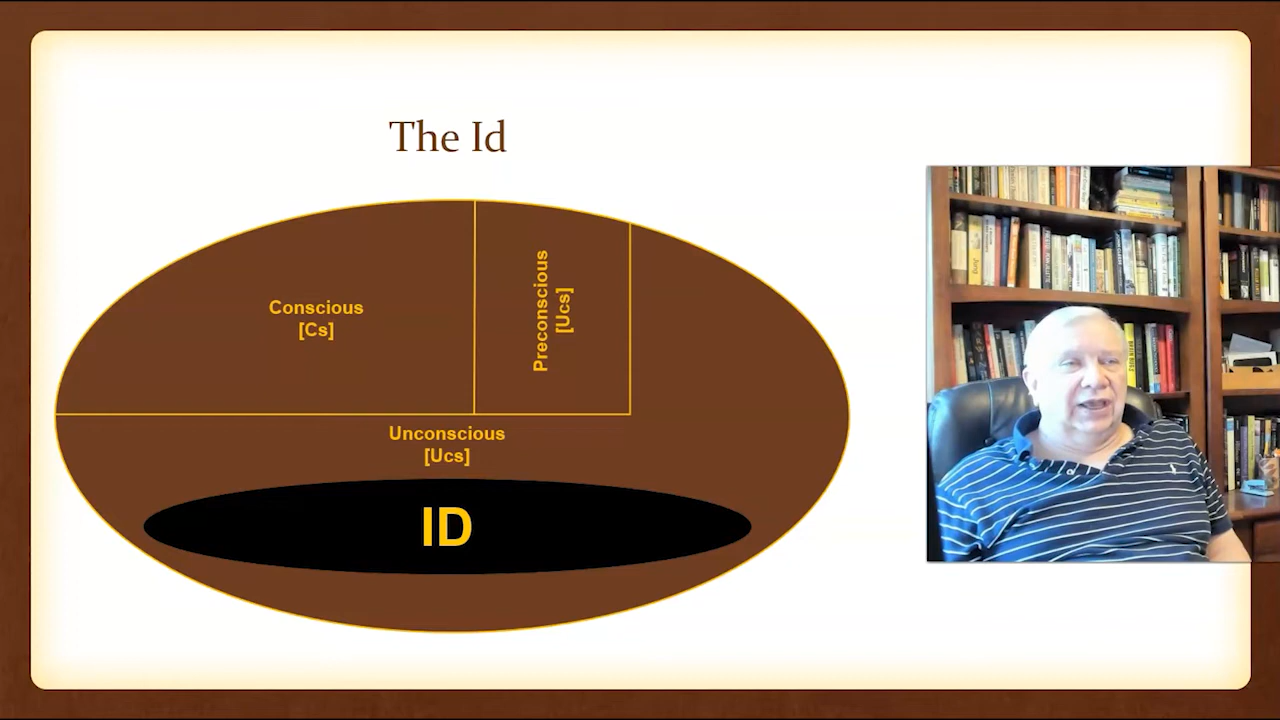 The Id
Conscious
[Cs]
Preconscious
[Ucs]
Unconscious
[Ucs]
ID